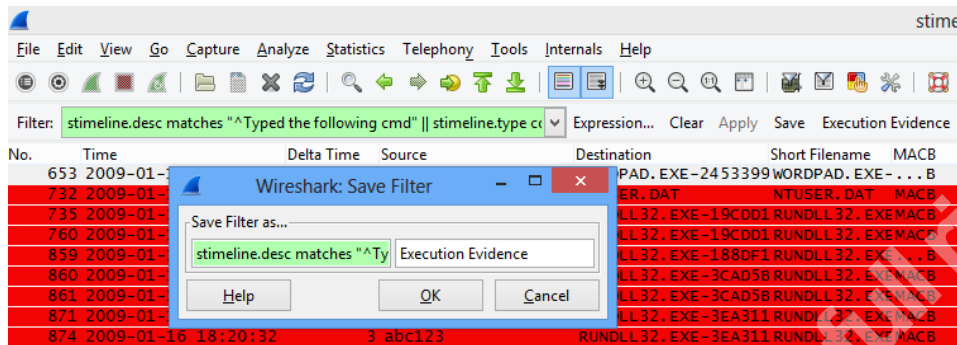 stime
File Edit View Go Capture Analyze Statistics Telephony Tools Internals Help
Filter: stimeline.desc matches "^Typed the following cmd" || stimeline.type co Expression... Clear Apply Save Execution Evidence
No. Time Delta Time Source Destination Short Filename MACB
653 2009-01- PAD.EXE-2453399 WORDPAD.EXE-...B
732 2009-01- ER.DAT NTUSER.DAT MACB
735 2009-01- LL32.EXE-19CDD1 RUNDLL32.EXE MACB
760 2009-01- LL32.EXE-19CDD1 RUNDLL32.EXE MACB
859 2009-01- LL32.EXE-188DF1 RUNDLL32.EXE...B
860 2009-01- LL32.EXE-3CAD5B RUNDLL32.EXE MACB
861 2009-01- LL32.EXE-3CAD5B RUNDLL32.EXE MACB
871 2009-01- LL32.EXE-3EA311 RUNDLL32.EXE MACB
874 2009-01-16 18:20:32 3 abc123 RUNDLL32.EXE-3EA311 RUNDLL32.EXE MACB
Wireshark: Save Filter
Save Filter as...
stimeline.desc matches "^Ty Execution Evidence
Help OK Cancel
full